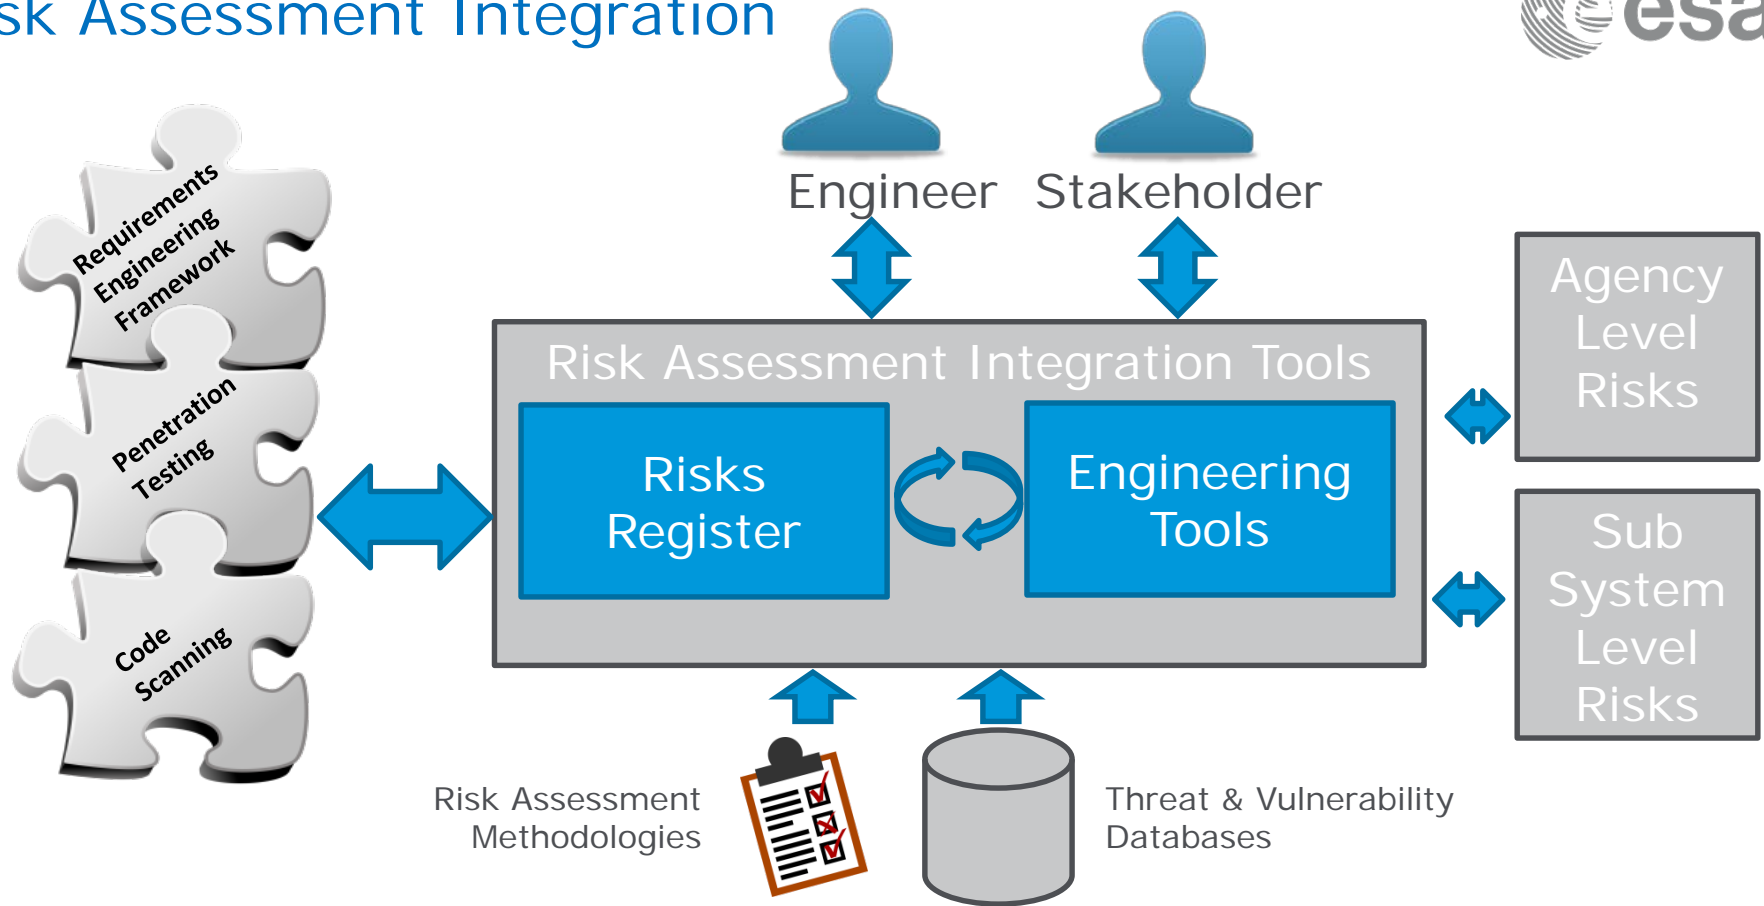 sk Assessment Integration
esa
Engineer
Stakeholder
Requirements
Engineering
Framework
Penetration
Testing
Code
Scanning
Risk Assessment Integration Tools
Risks
Register
Engineering
Tools
Agency
Level
Risks
Sub
System
Level
Risks
Risk Assessment
Methodologies
Threat & Vulnerability
Databases